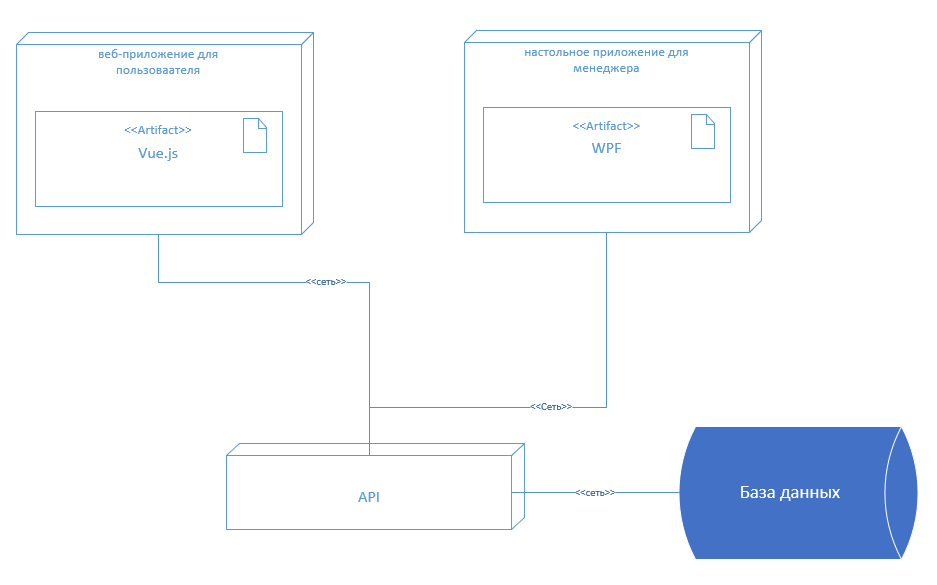 веб-приложение для
пользоваателя
<<Artifact>>
Vue.js
настольное приложение для
менеджера
<<Artifact>>
WPF
<<сеть>>
<<Сеть>>
API
<<сеть>>
База данных